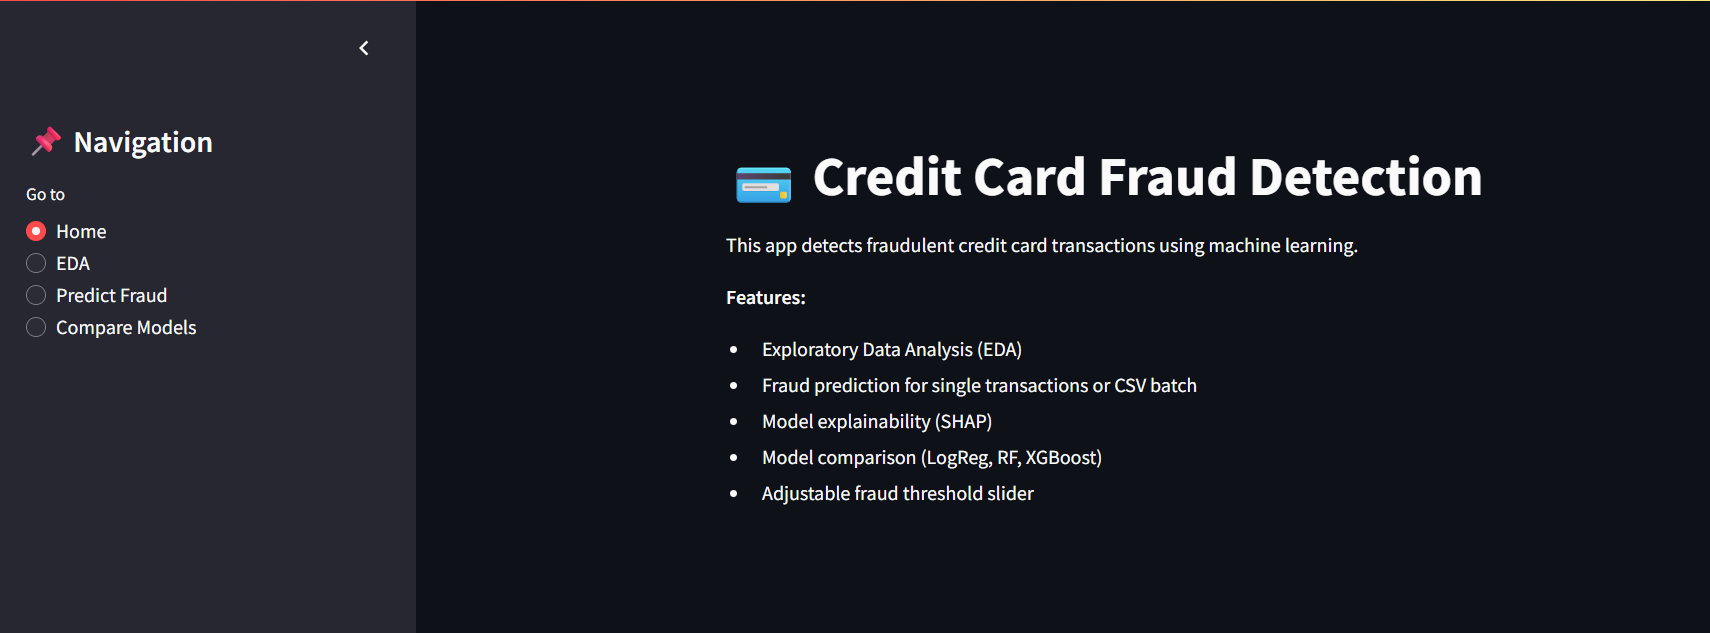 Navigation
Go to
Home
EDA
Predict Fraud
Compare Models
Credit Card Fraud Detection
This app detects fraudulent credit card transactions using machine learning.
Features:
Exploratory Data Analysis (EDA)
Fraud prediction for single transactions or CSV batch
Model explainability (SHAP)
Model comparison (LogReg, RF, XGBoost)
Adjustable fraud threshold slider